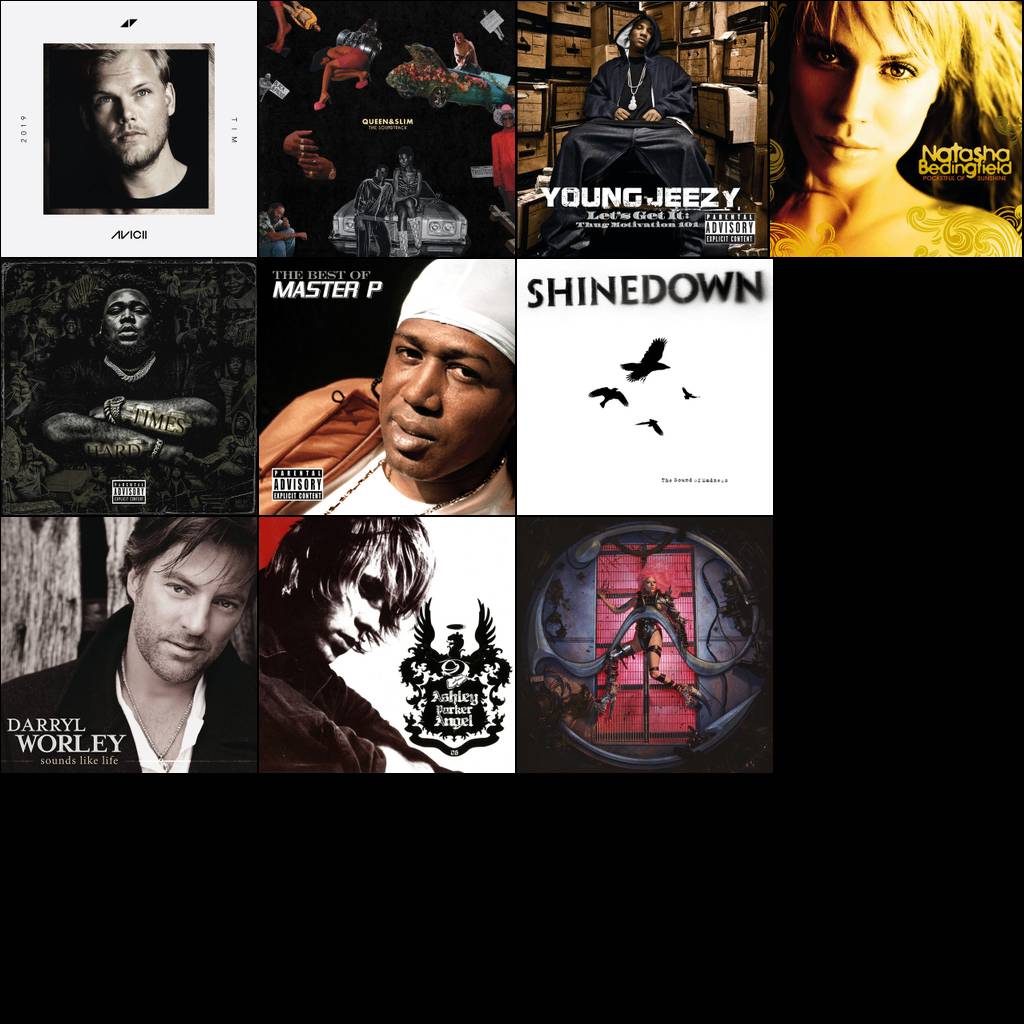 2019
TIM
AVICII
QUEEN&SLIM
THE SOUNDTRACK
YOUNG JEEZY
Let's Get It:
Thug Motivation 101
PARENTAL
ADVISORY
EXPLICIT CONTENT
Natasha
Bedingfield
POCKETFUL OF SUNSHINE
TIMES
HARD
PARENTAL
ADVISORY
EXPLICIT CONTENT
THE BEST OF
MASTER P
PARENTAL
ADVISORY
EXPLICIT CONTENT
SHINEDOWN
The Sound of Madness
DARRYL
WORLEY
sounds like life
Ashley
Parker
Angel